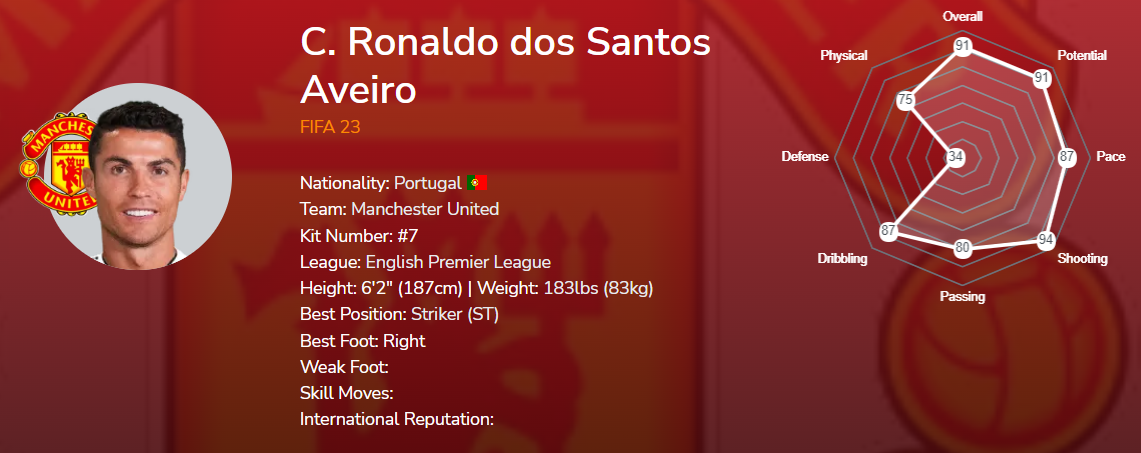 C. Ronaldo dos Santos
Aveiro
FIFA 23
Nationality: Portugal
Team: Manchester United
Kit Number: #7
League: English Premier League
Height: 6'2" (187cm) | Weight: 183lbs (83kg)
Best Position: Striker (ST)
Best Foot: Right
Weak Foot:
Skill Moves:
International Reputation:
MANCHES
UNITE
Overall
91
Potential
91
Pace
87
Shooting
94
Passing
80
Dribbling
87
Defense
34
Physical
75